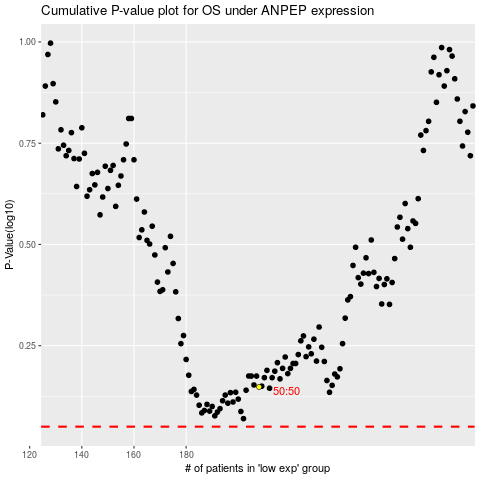 Cumulative P-value plot for OS under ANPEP expression
P-Value(log10)
1.00
0.75
0.50
0.25
50:50
120 140 160 180
# of patients in 'low exp' group